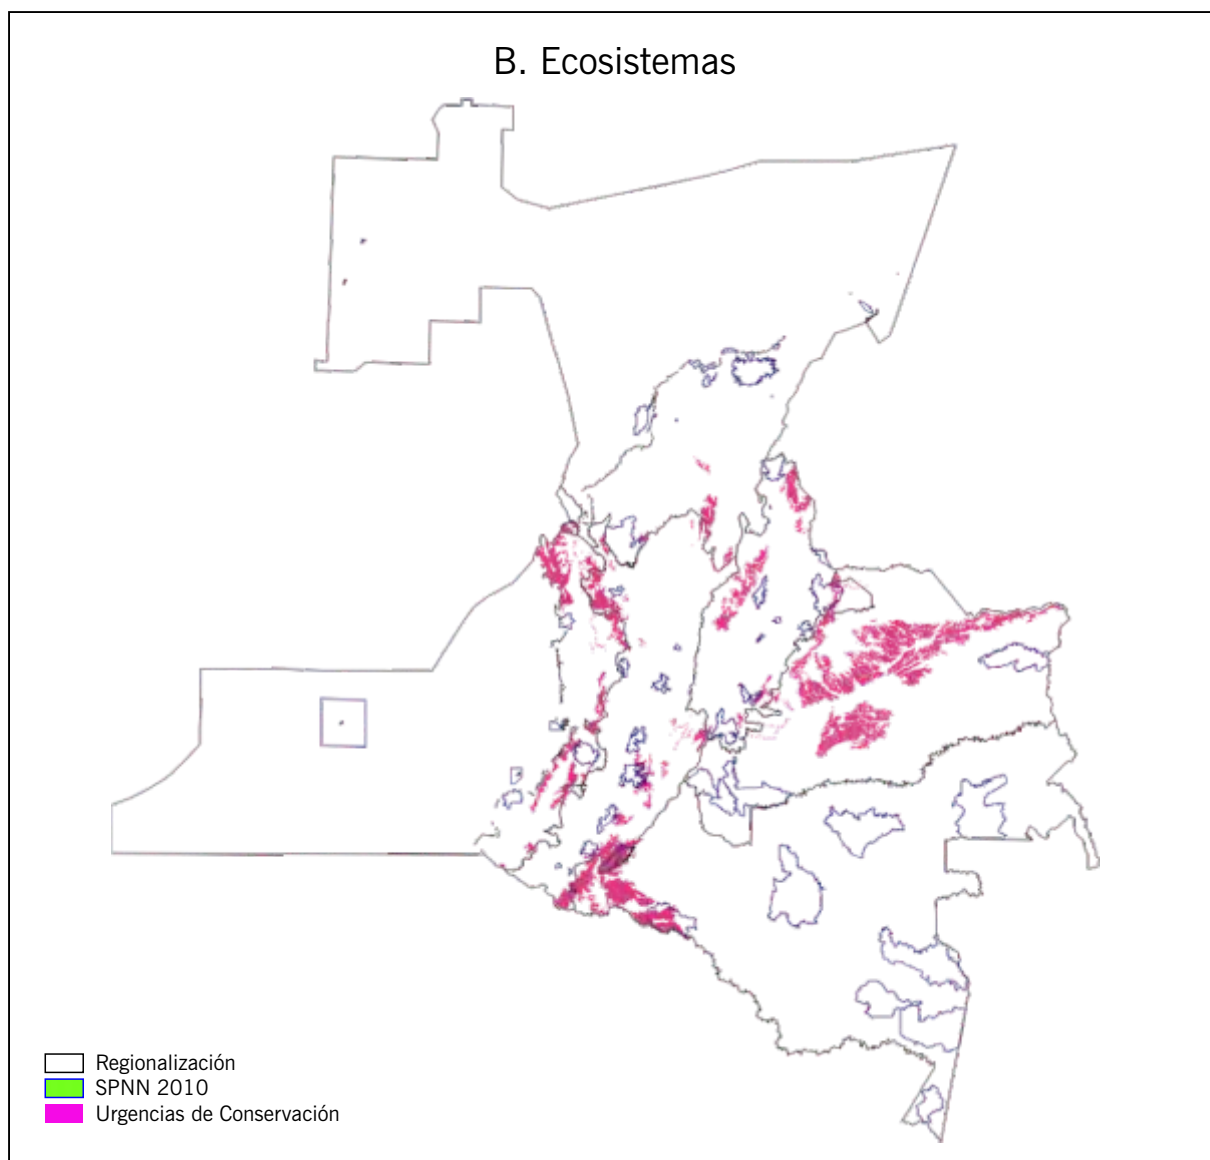 B. Ecosistemas
Regionalización
SPNN 2010
Urgencias de Conservación